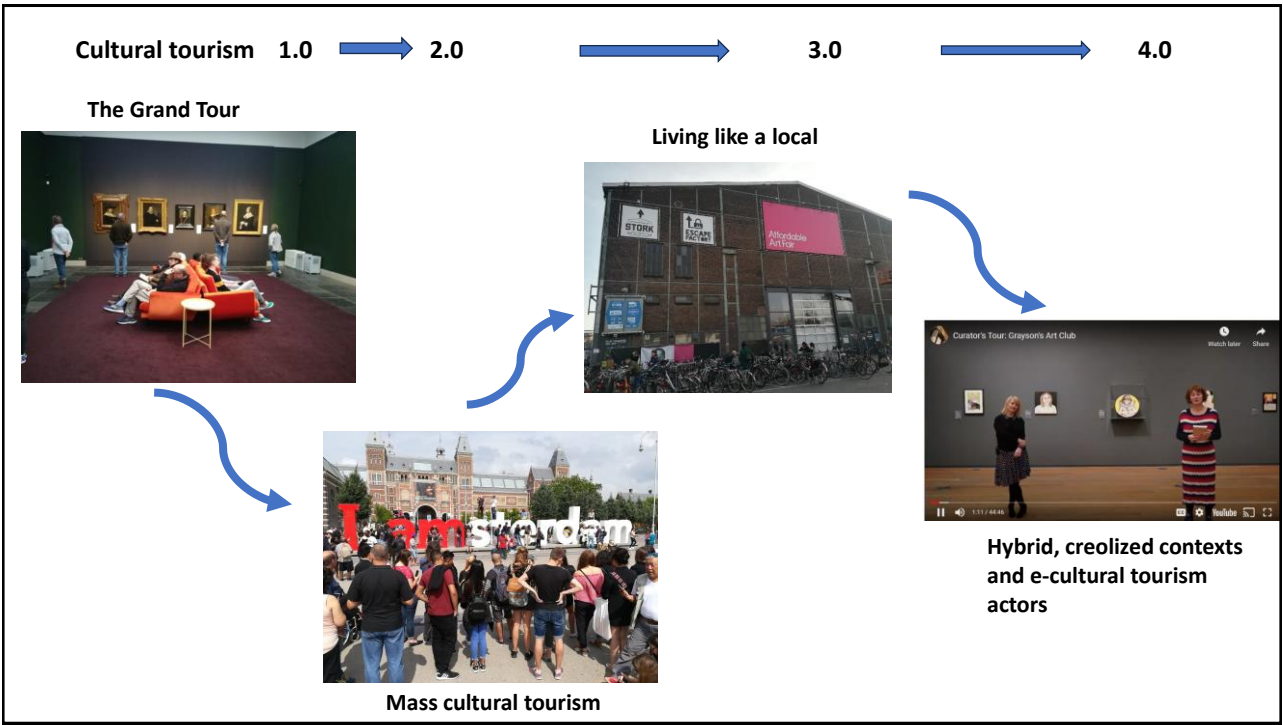 Cultural tourism 1.0 2.0 3.0 4.0
The Grand Tour
Living like a local
STORK
ESCAPE
FACTORY
Affordable
Art Fair
Curator's Tour: Grayson's Art Club
Watch later Share
1:11 / 44:46
YouTube
I amsterdam
Hybrid, creolized contexts
and e-cultural tourism
actors
Mass cultural tourism